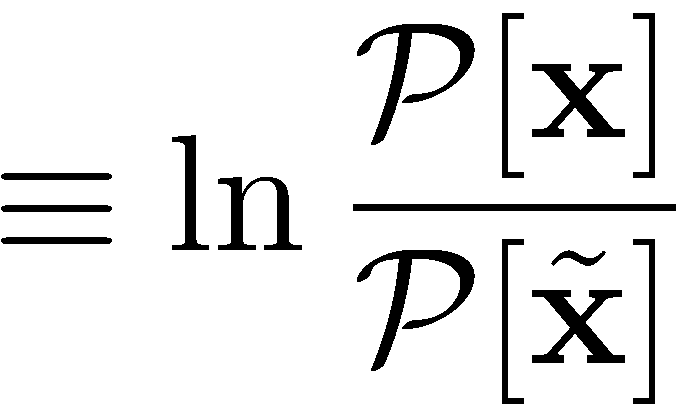 ≡ ln 𝒫[𝐱] / 𝒫[𝐱̃]